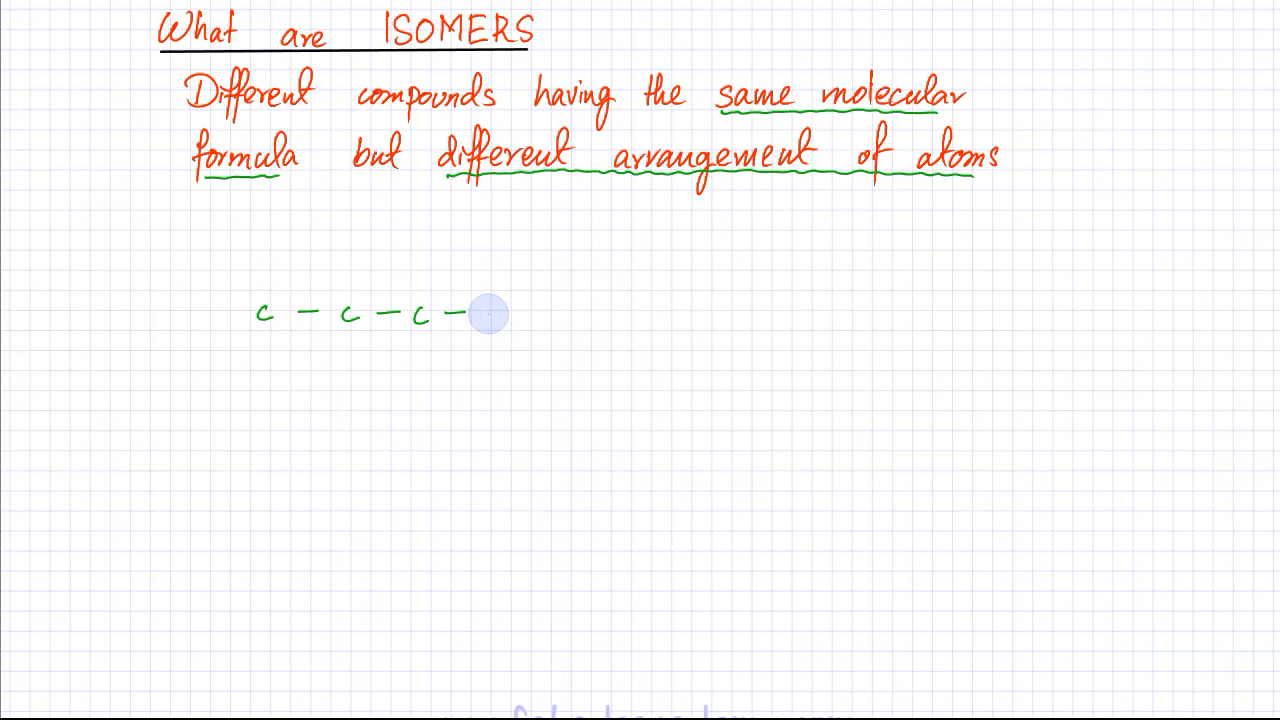 What are ISOMERS
Different compounds having the same molecular
formula but different arrangement of atoms
c - c - c -